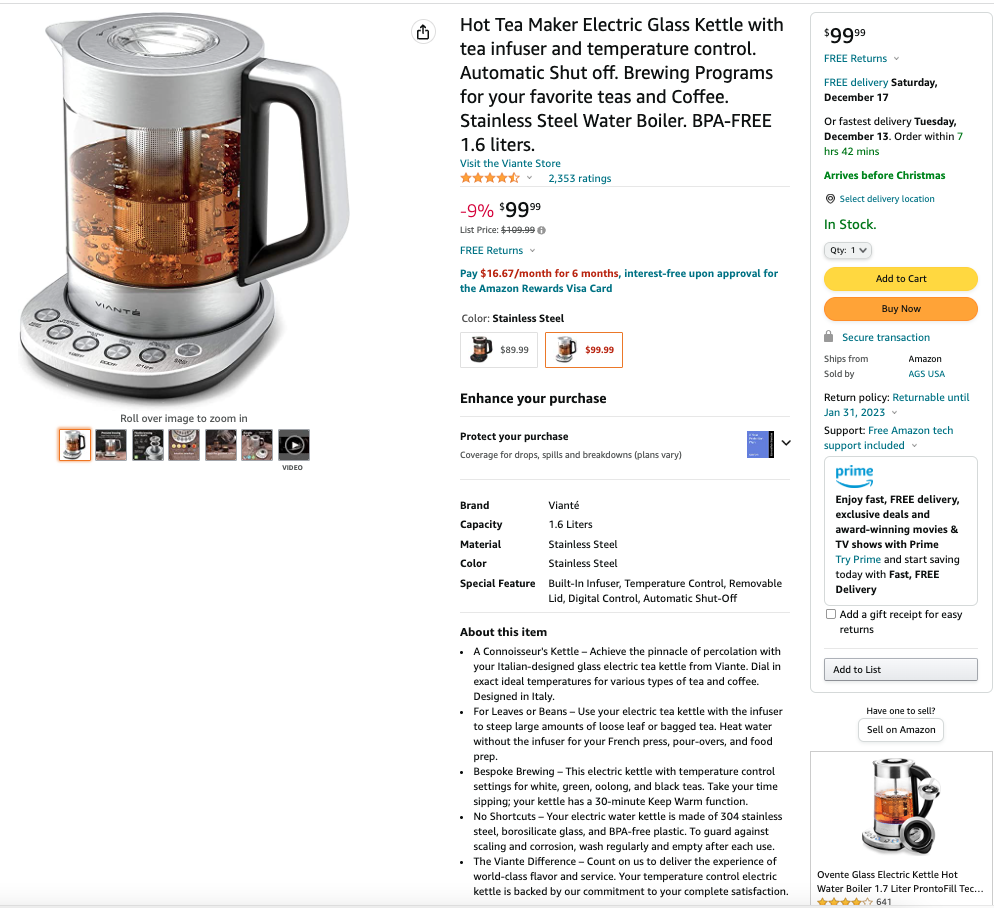 Hot Tea Maker Electric Glass Kettle with
tea infuser and temperature control.
Automatic Shut off. Brewing Programs
for your favorite teas and Coffee.
Stainless Steel Water Boiler. BPA-FREE
1.6 liters.
Visit the Viante Store
2,353 ratings
-9% $99.99
List Price: $109.99
FREE Returns
Pay $16.67/month for 6 months, interest-free upon approval for
the Amazon Rewards Visa Card
Color: Stainless Steel
$89.99
$99.99
Enhance your purchase
Protect your purchase
Coverage for drops, spills and breakdowns (plans vary)
Brand Vianté
Capacity 1.6 Liters
Material Stainless Steel
Color Stainless Steel
Special Feature Built-In Infuser, Temperature Control, Removable
Lid, Digital Control, Automatic Shut-Off
About this item
• A Connoisseur's Kettle – Achieve the pinnacle of percolation with
your Italian-designed glass electric tea kettle from Viante. Dial in
exact ideal temperatures for various types of tea and coffee.
Designed in Italy.
• For Leaves or Beans – Use your electric tea kettle with the infuser
to steep large amounts of loose leaf or bagged tea. Heat water
without the infuser for your French press, pour-overs, and food
prep.
• Bespoke Brewing – This electric kettle with temperature control
settings for white, green, oolong, and black teas. Take your time
sipping; your kettle has a 30-minute Keep Warm function.
• No Shortcuts – Your electric water kettle is made of 304 stainless
steel, borosilicate glass, and BPA-free plastic. To guard against
scaling and corrosion, wash regularly and empty after each use.
• The Viante Difference – Count on us to deliver the experience of
world-class flavor and service. Your temperature control electric
kettle is backed by our commitment to your complete satisfaction.
VIANTÉ
Roll over image to zoom in
VIDEO
$99.99
FREE Returns
FREE delivery Saturday,
December 17
Or fastest delivery Tuesday,
December 13. Order within 7
hrs 42 mins
Arrives before Christmas
Select delivery location
In Stock.
Qty: 1
Add to Cart
Buy Now
Secure transaction
Ships from Amazon
Sold by AGS USA
Return policy: Returnable until
Jan 31, 2023
Support: Free Amazon tech
support included
prime
Enjoy fast, FREE delivery,
exclusive deals and
award-winning movies &
TV shows with Prime
Try Prime and start saving
today with Fast, FREE
Delivery
Add a gift receipt for easy
returns
Add to List
Have one to sell?
Sell on Amazon
Ovente Glass Electric Kettle Hot
Water Boiler 1.7 Liter ProntoFill Tec...
641